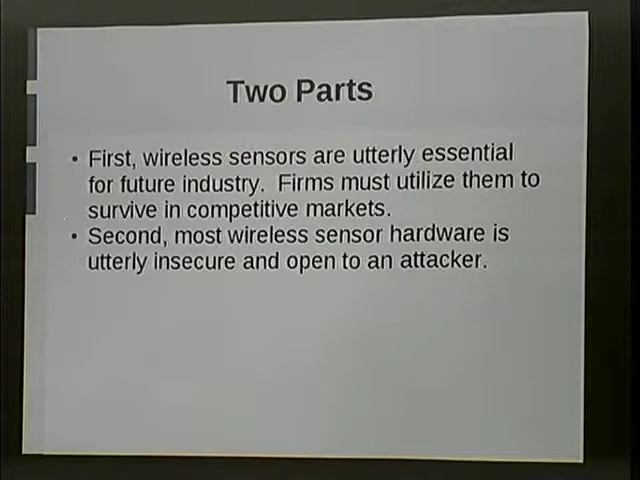 Two Parts
• First, wireless sensors are utterly essential
for future industry.  Firms must utilize them to
survive in competitive markets.
• Second, most wireless sensor hardware is
utterly insecure and open to an attacker.